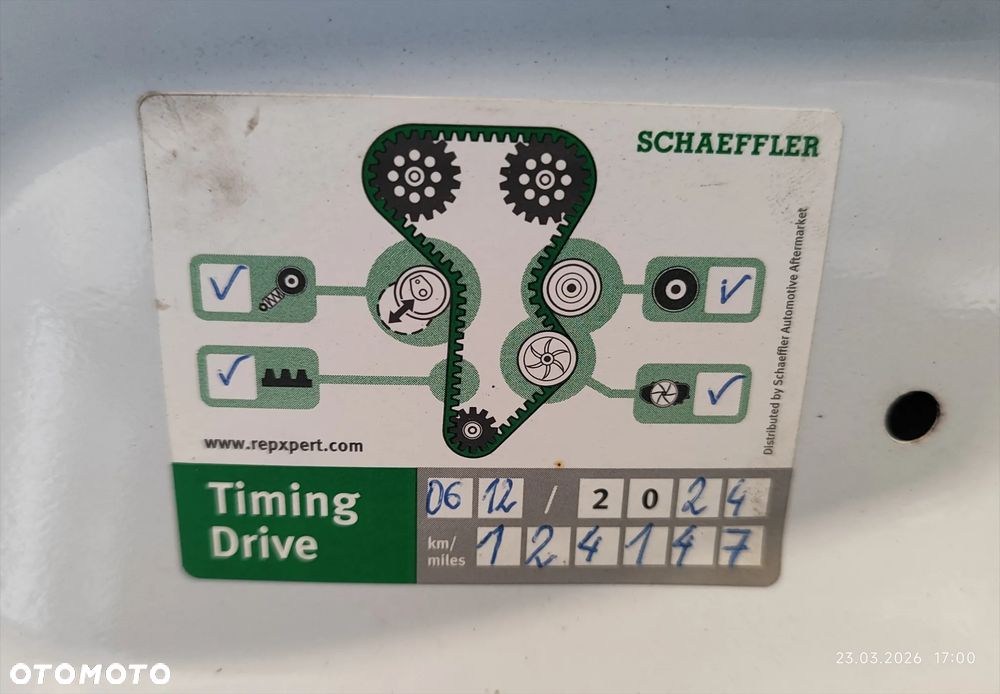 SCHAEFFLER
Distributed by Schaeffler Automotive Aftermarket
www.repxpert.com
Timing
Drive
06 12 / 2024
km/
miles
124147
OTOMOTO
23.03.2026 17:00